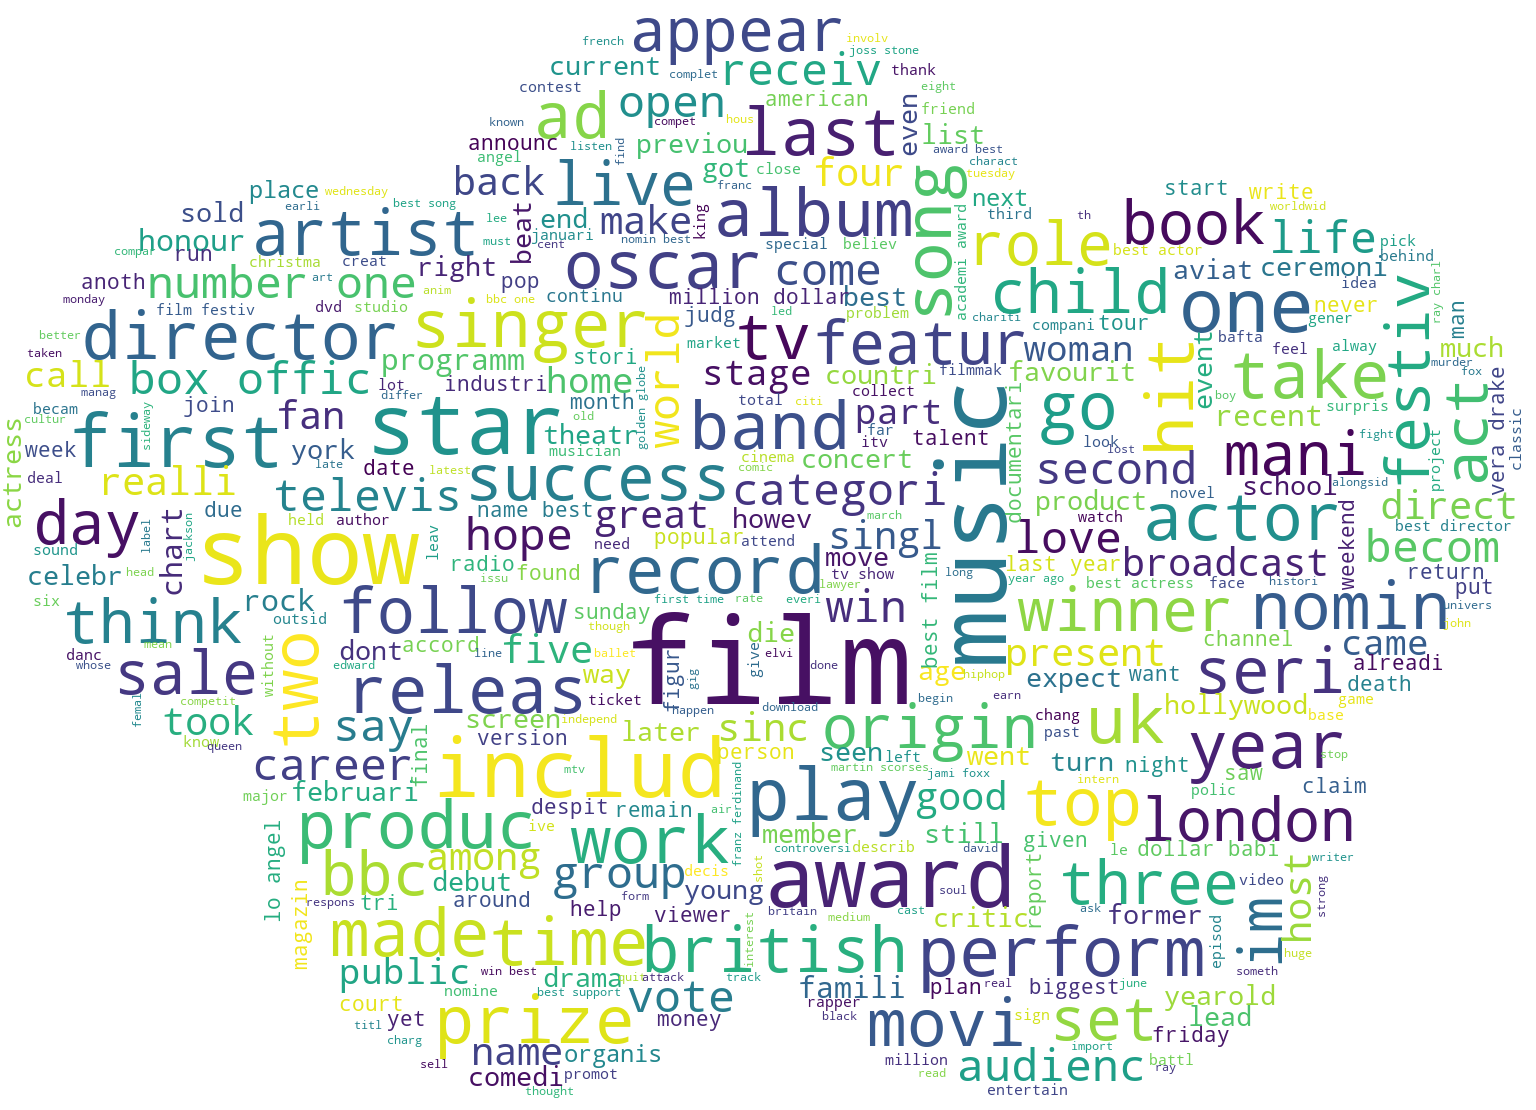 appear
involv
french
joss stone
current
complet
receiv
thank
contest
eight
ad
open
american
friend
known
compet
hous
last
even
list
announc
listen
find
previou
award best
charact
angel
got
close
four
tuesday
place
wednesday
back
live
franc
song
next
start
write
earli
best song
make
album
book
worldwid
sold
artist
lee
beat
end
king
third
th
role
life
honour
must
januari
nomin best
special
believ
academi award
best actor
pick
compar
run
creat
cent
behind
christma
art
right
oscar
come
aviat
ceremoni
anoth
number
one
anim
bbc one
pop
continu
million dollar
best
child
one
idea
never
ray charl
monday
film festiv
dvd
studio
judg
led
problem
chariti
gener
man
director
singer
tv
featur
compani
tour
festiv
better
market
woman
bafta
alway
much
taken
programm
stori
world
stage
filmmak
hit
event
feel
murder
call
box offic
lot
industri
home
countri
favourit
take
fox
manag
differ
month
golden globe
collect
documentari
go
boy
act
becam
join
star
old
total
citi
part
recent
surpris
cultur
sideway
fan
theatr
band
far
music
look
project
vera drake
classic
actress
week
first
york
musician
itv
talent
lost
mani
fight
late
date
latest
cinema
concert
second
deal
realli
success
comic
categori
school
alongsid
televis
product
novel
direct
day
chart
due
name best
great
howev
march
actor
best director
label
held
author
hope
popular
singl
watch
love
weekend
sound
jackson
show
leav
need
attend
becom
celebr
head
radio
found
move
best film
long
last year
broadcast
return
issu
record
tv show
lawyer
year ago
best actress
face
histori
put
six
rock
follow
first time
rate
everi
win
winner
nomin
univers
think
outsid
sunday
though
john
danc
mean
two
dont
accord
five
die
channel
came
whose
without
edward
line
ballet
film
elvi
present
sale
way
figur
give
done
age
hiphop
expect
want
seri
alreadi
death
femal
competit
releas
ticket
gig
begin
earn
hollywood
game
took
say
screen
independ
happen
download
origin
chang
uk
base
know
queen
final
version
later
sinc
past
career
includ
person
seen
left
went
turn
night
year
stop
mtv
martin scorses
jami foxx
saw
intern
major
februari
despit
remain
air
play
good
top
polic
claim
produc
ive
work
franz ferdinand
member
still
london
lo angel
among
controversi
describ
david
given
le
dollar babi
writer
bbc
debut
group
decis
shot
award
critic
report
three
video
magazin
respons
tri
around
form
young
soul
host
strong
help
viewer
britain
medium
cast
ask
former
made
time
british
interest
perform
episod
im
huge
someth
public
win best
drama
quit
attack
track
famili
plan
real
biggest
june
court
nomine
best support
vote
rapper
yearold
titl
yet
prize
money
black
movi
sign
set
lead
charg
friday
name
organis
sell
comedi
promot
million
audienc
import
battl
thought
read
ray
entertain